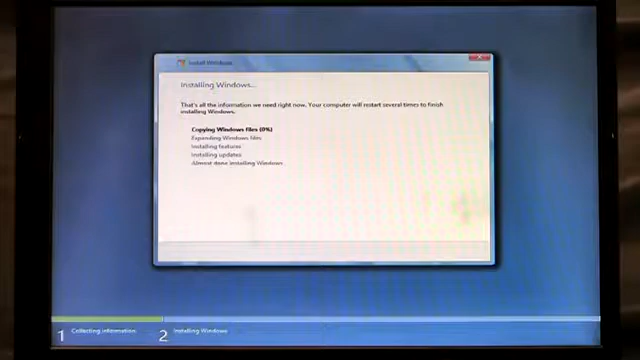 Install Windows
Installing Windows...
That's all the information we need right now. Your computer will restart several times to finish
installing Windows.
Copying Windows files (0%)
Expanding Windows files
Installing features
Installing updates
Almost done installing Windows
1 Collecting information
2 Installing Windows